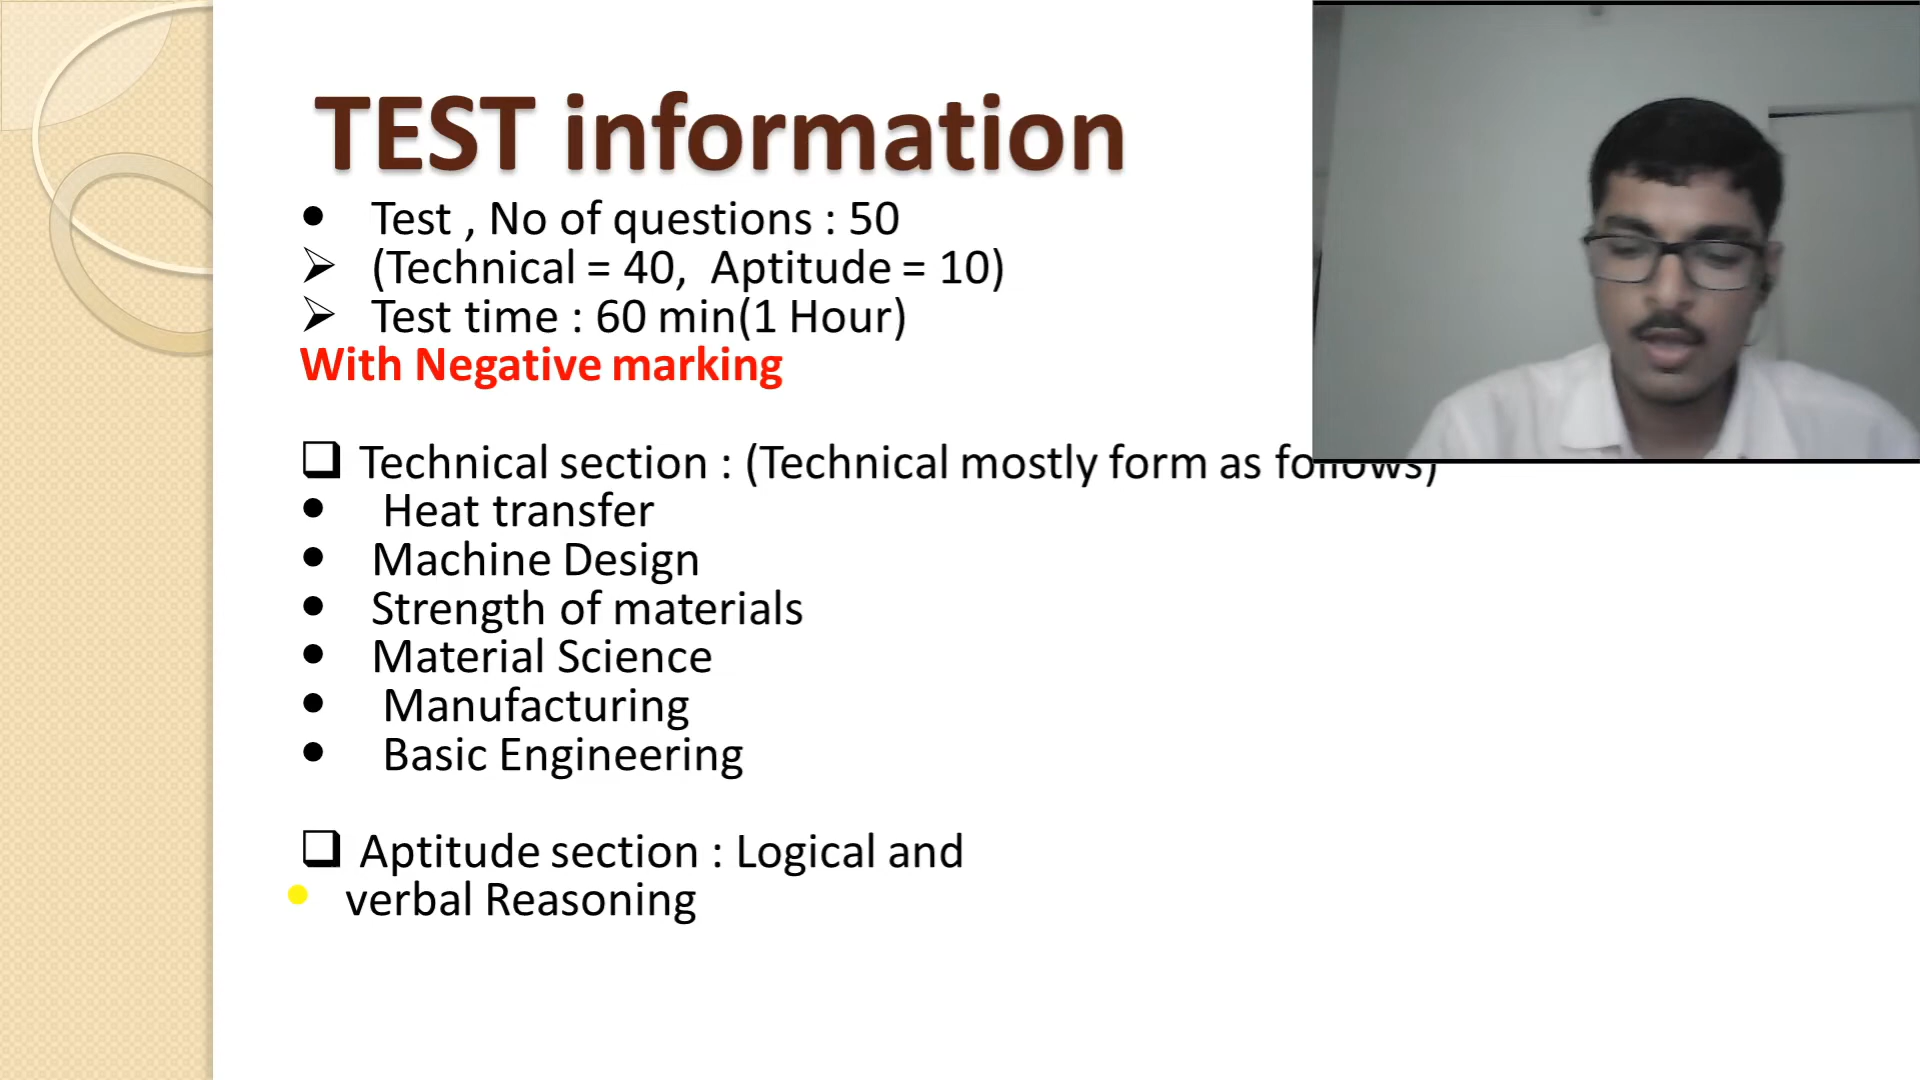 TEST information
• Test , No of questions : 50
➢ (Technical = 40, Aptitude = 10)
➢ Test time : 60 min(1 Hour)
With Negative marking
❑ Technical section : (Technical mostly form as follows)
• Heat transfer
• Machine Design
• Strength of materials
• Material Science
• Manufacturing
• Basic Engineering
❑ Aptitude section : Logical and
• verbal Reasoning